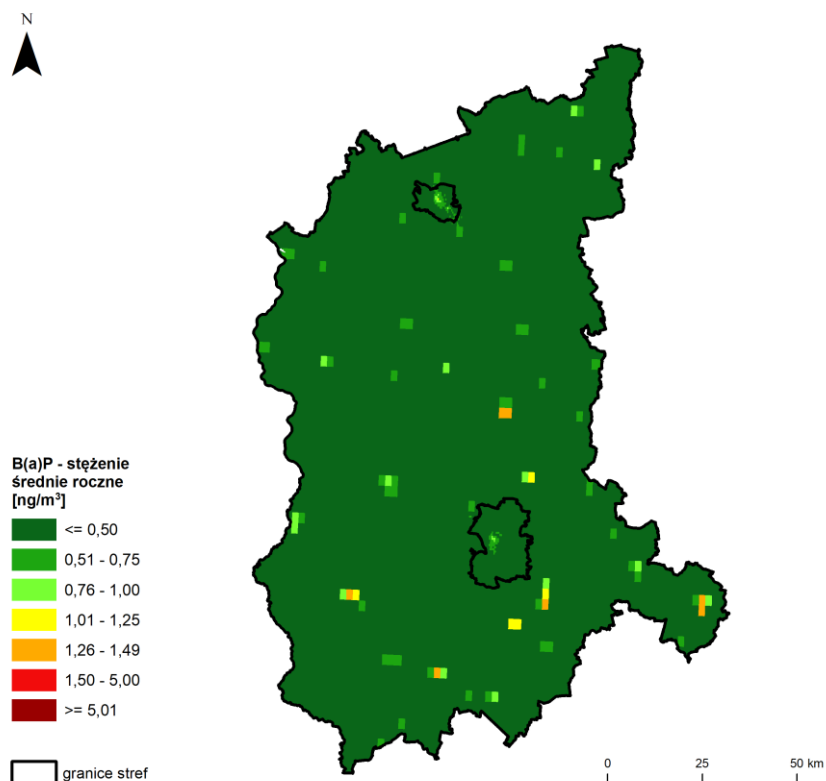 N
B(a)P - stężenie
średnie roczne
[ng/m³]
<= 0,50
0,51 - 0,75
0,76 - 1,00
1,01 - 1,25
1,26 - 1,49
1,50 - 5,00
>= 5,01
granice stref
0 25 50 km